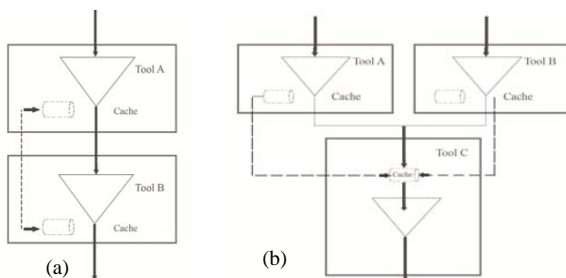 Tool A
Cache
Tool B
Cache
(a)
Tool A
Cache
Tool B
Cache
Tool C
Cache
(b)